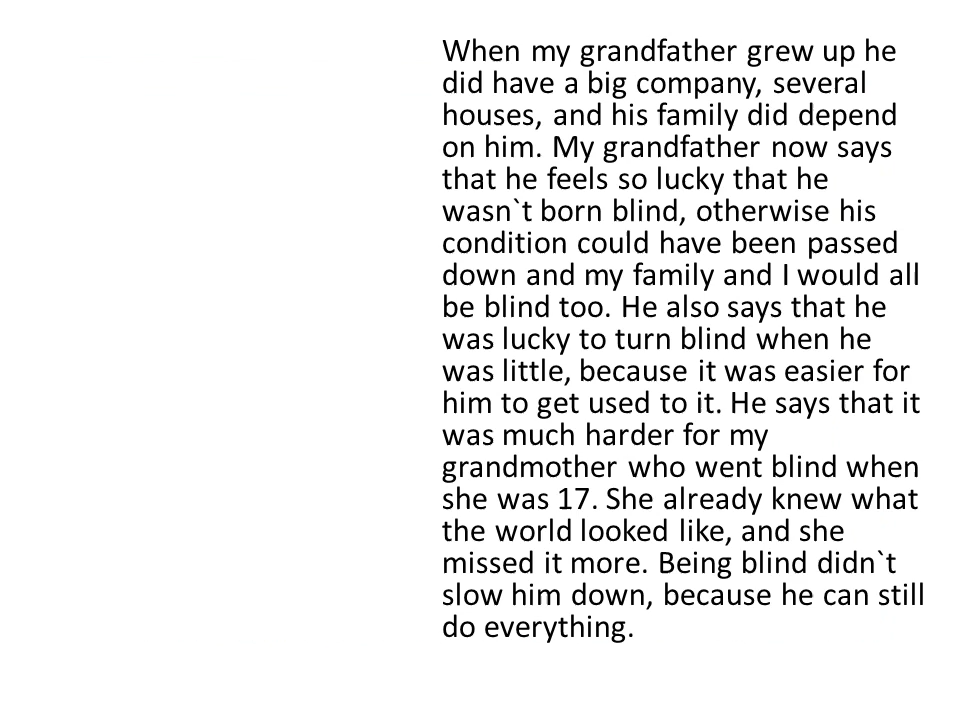 When my grandfather grew up he
did have a big company, several
houses, and his family did depend
on him. My grandfather now says
that he feels so lucky that he
wasn`t born blind, otherwise his
condition could have been passed
down and my family and I would all
be blind too. He also says that he
was lucky to turn blind when he
was little, because it was easier for
him to get used to it. He says that it
was much harder for my
grandmother who went blind when
she was 17. She already knew what
the world looked like, and she
missed it more. Being blind didn`t
slow him down, because he can still
do everything.